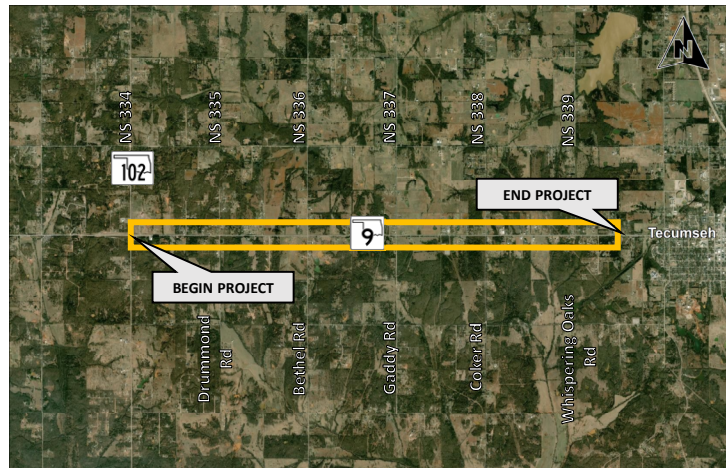 N
NS 334
NS 335
NS 336
NS 337
NS 338
NS 339
102
END PROJECT
9
Tecumseh
BEGIN PROJECT
Drummond
Rd
Bethel Rd
Gaddy Rd
Coker Rd
Whispering Oaks
Rd